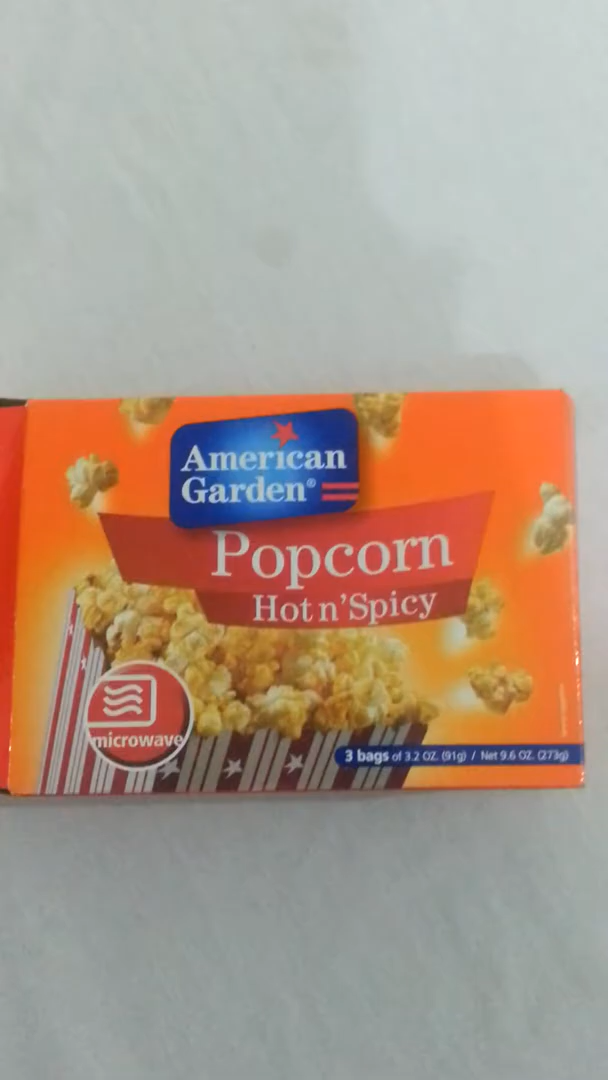 American
Garden®
Popcorn
Hot n' Spicy
microwave
3 bags of 3.2 OZ. (91g) / Net 9.6 OZ. (273g)